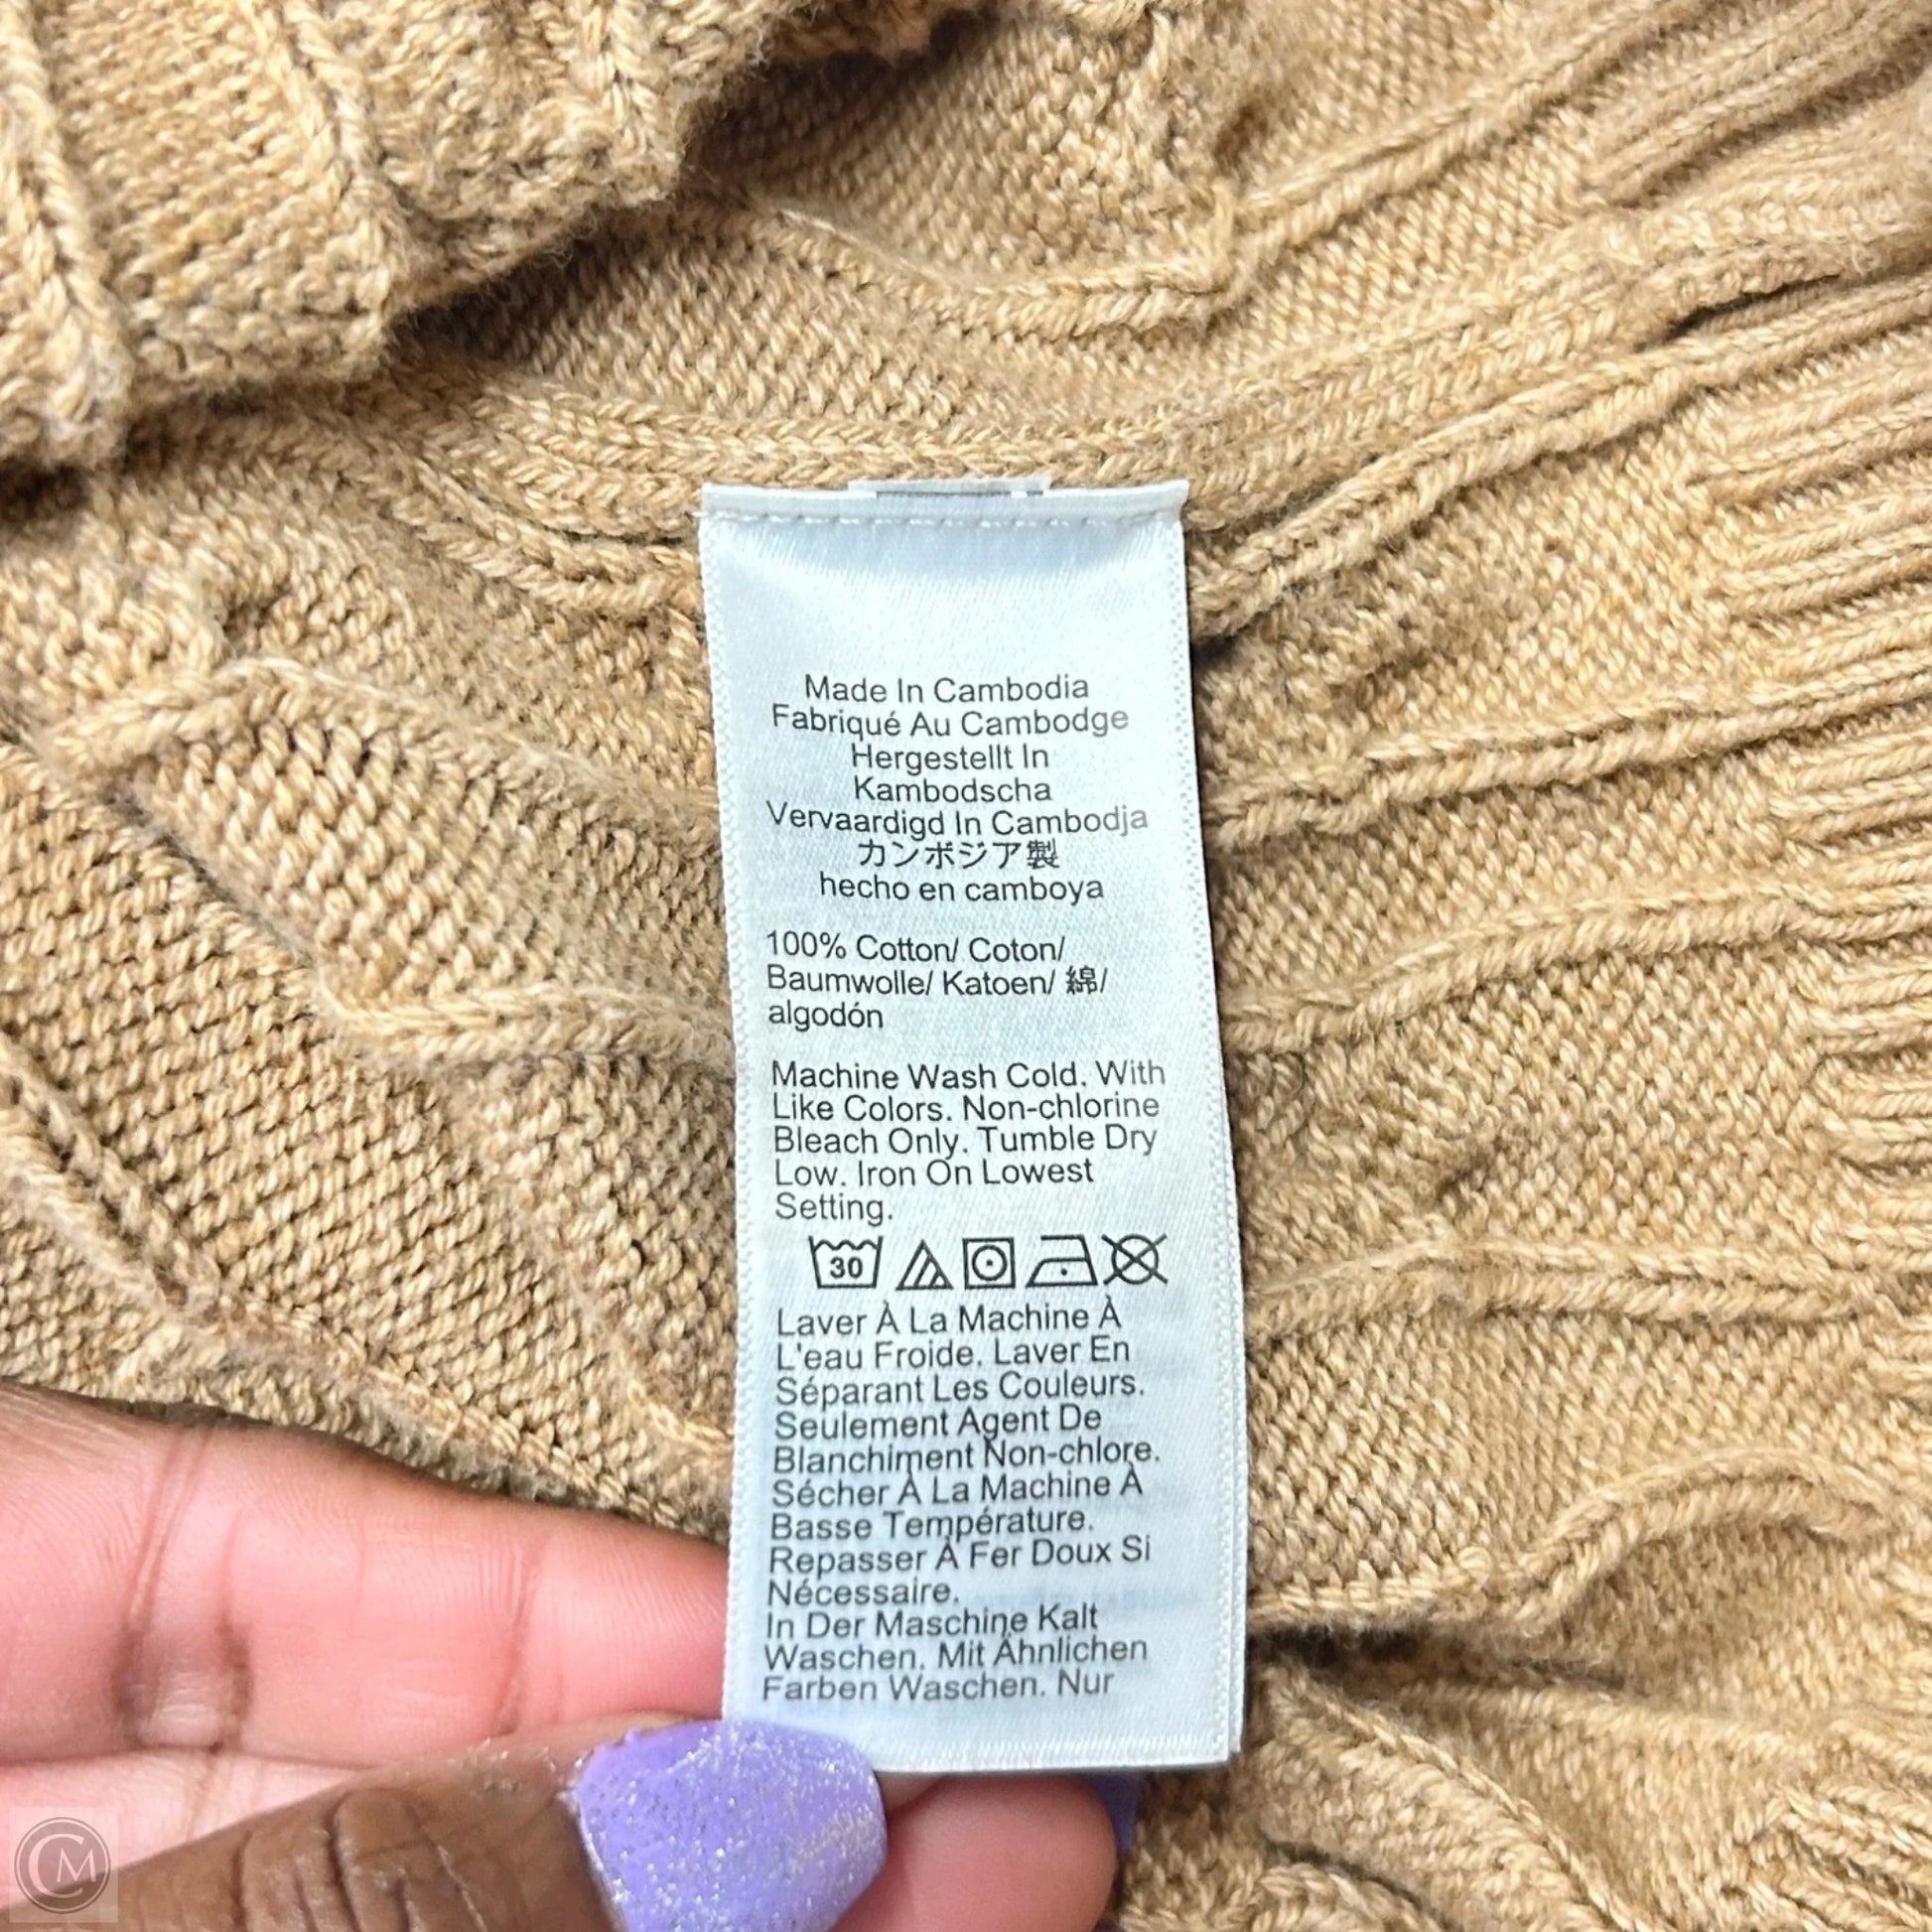 Made In Cambodia
Fabriqué Au Cambodge
Hergestellt In
Kambodscha
Vervaardigd In Cambodja
カンボジア製
hecho en camboya
100% Cotton/ Coton/
Baumwolle/ Katoen/ 綿/
algodón
Machine Wash Cold. With
Like Colors. Non-chlorine
Bleach Only. Tumble Dry
Low. Iron On Lowest
Setting.
30
Laver À La Machine À
L'eau Froide. Laver En
Séparant Les Couleurs.
Seulement Agent De
Blanchiment Non-chlore.
Sécher À La Machine À
Basse Température.
Repasser À Fer Doux Si
Nécessaire.
In Der Maschine Kalt
Waschen. Mit Ähnlichen
Farben Waschen. Nur
CM